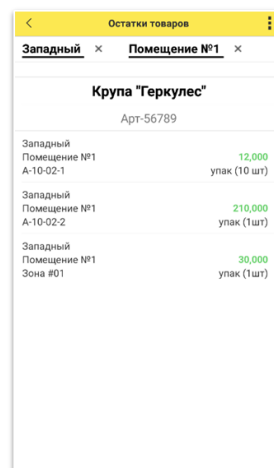 Остатки товаров
Западный × Помещение №1 ×
Крупа "Геркулес"
Арт-56789
Западный
Помещение №1 12,000
А-10-02-1 упак (10 шт)
Западный
Помещение №1 210,000
А-10-02-2 упак (1шт)
Западный
Помещение №1 30,000
Зона #01 упак (1шт)